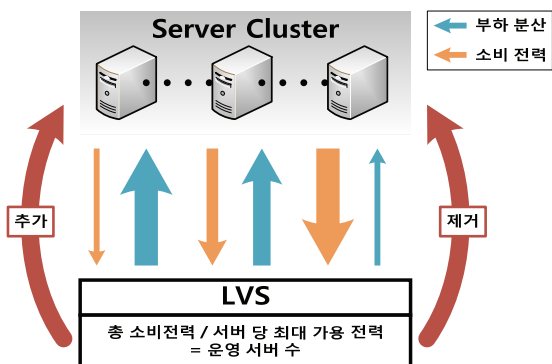 Server Cluster
부하 분산
소비 전력
추가
제거
LVS
총 소비전력 / 서버 당 최대 가용 전력
= 운영 서버 수